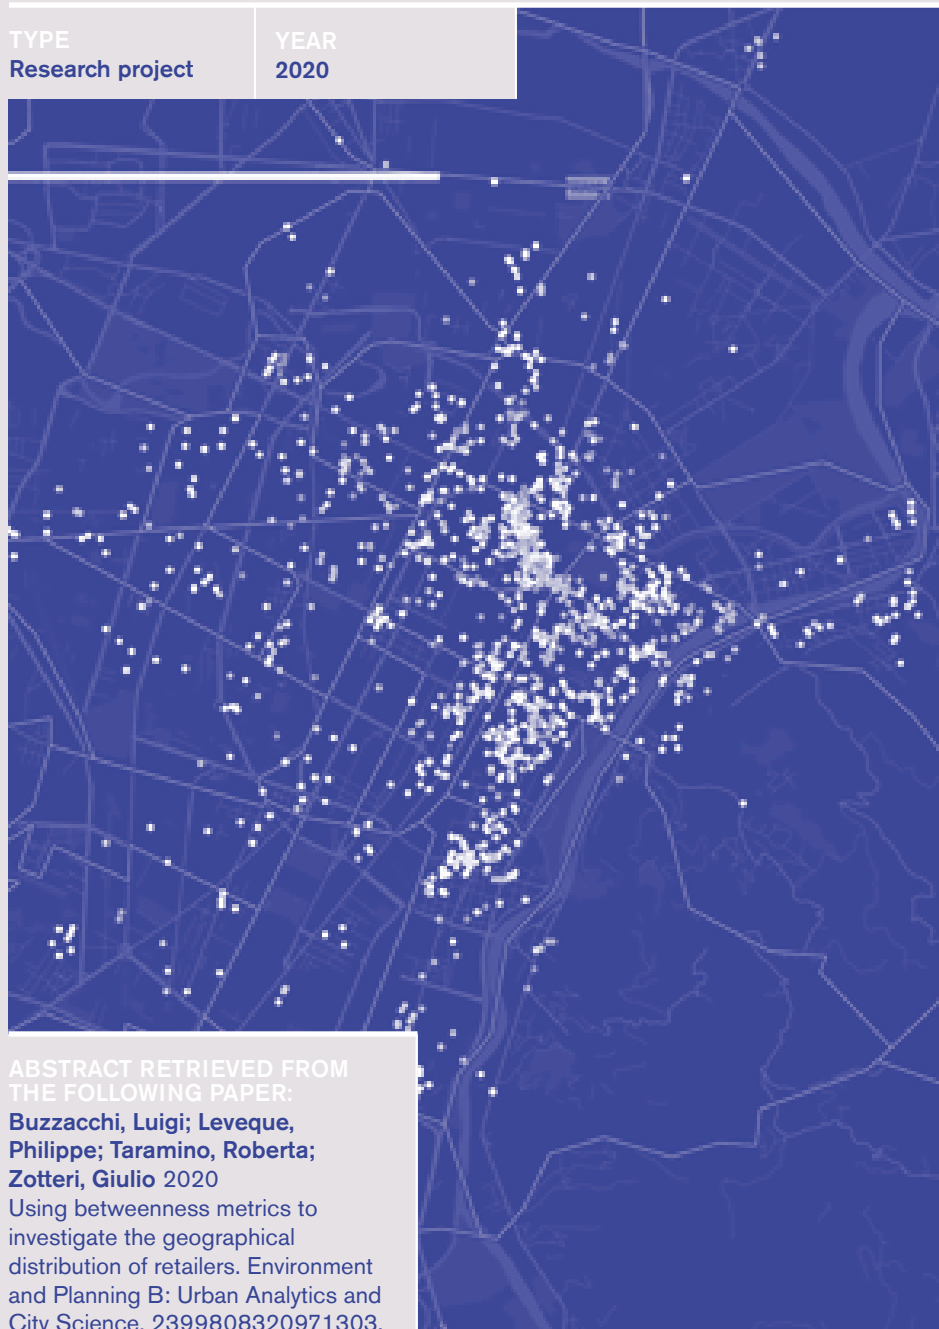 TYPE
Research project
YEAR
2020
ABSTRACT RETRIEVED FROM
THE FOLLOWING PAPER:
Buzzacchi, Luigi; Leveque,
Philippe; Taramino, Roberta;
Zotteri, Giulio 2020
Using betweenness metrics to
investigate the geographical
distribution of retailers. Environment
and Planning B: Urban Analytics and
City Science, 2399808320971303.